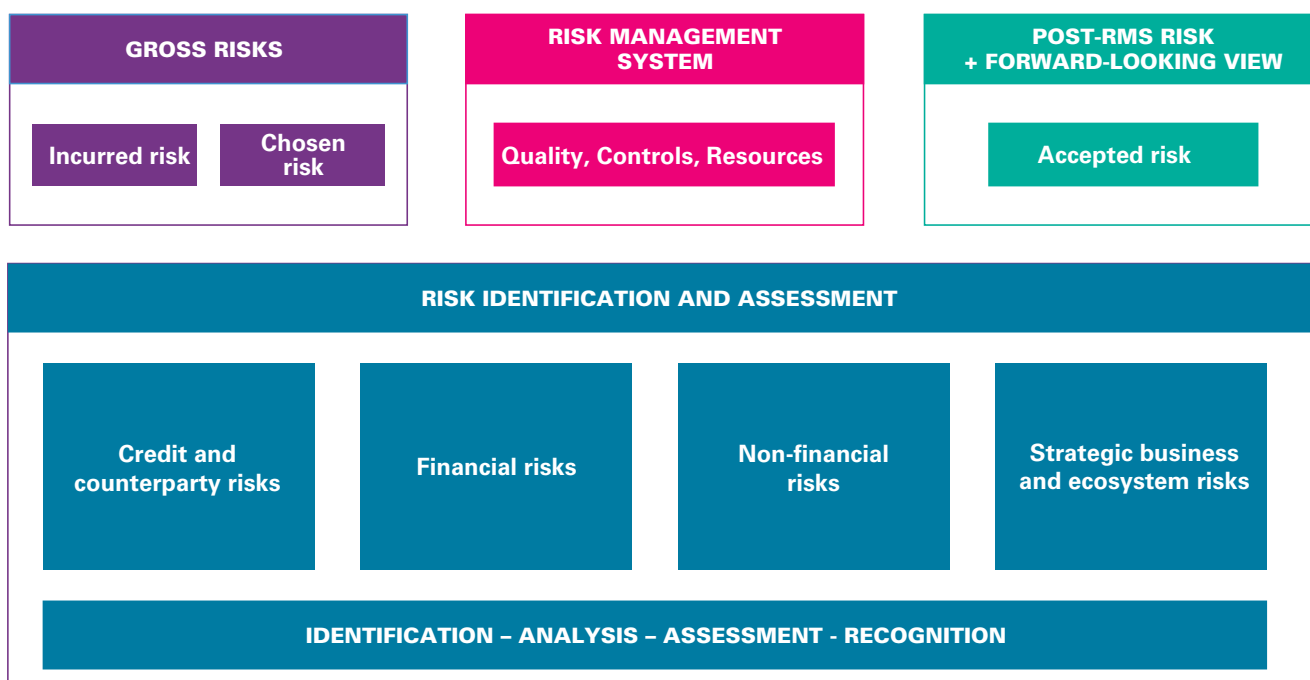 GROSS RISKS
Incurred risk
Chosen
risk
RISK MANAGEMENT
SYSTEM
Quality, Controls, Resources
POST-RMS RISK
+ FORWARD-LOOKING VIEW
Accepted risk
RISK IDENTIFICATION AND ASSESSMENT
Credit and
counterparty risks
Financial risks
Non-financial
risks
Strategic business
and ecosystem risks
IDENTIFICATION – ANALYSIS – ASSESSMENT - RECOGNITION